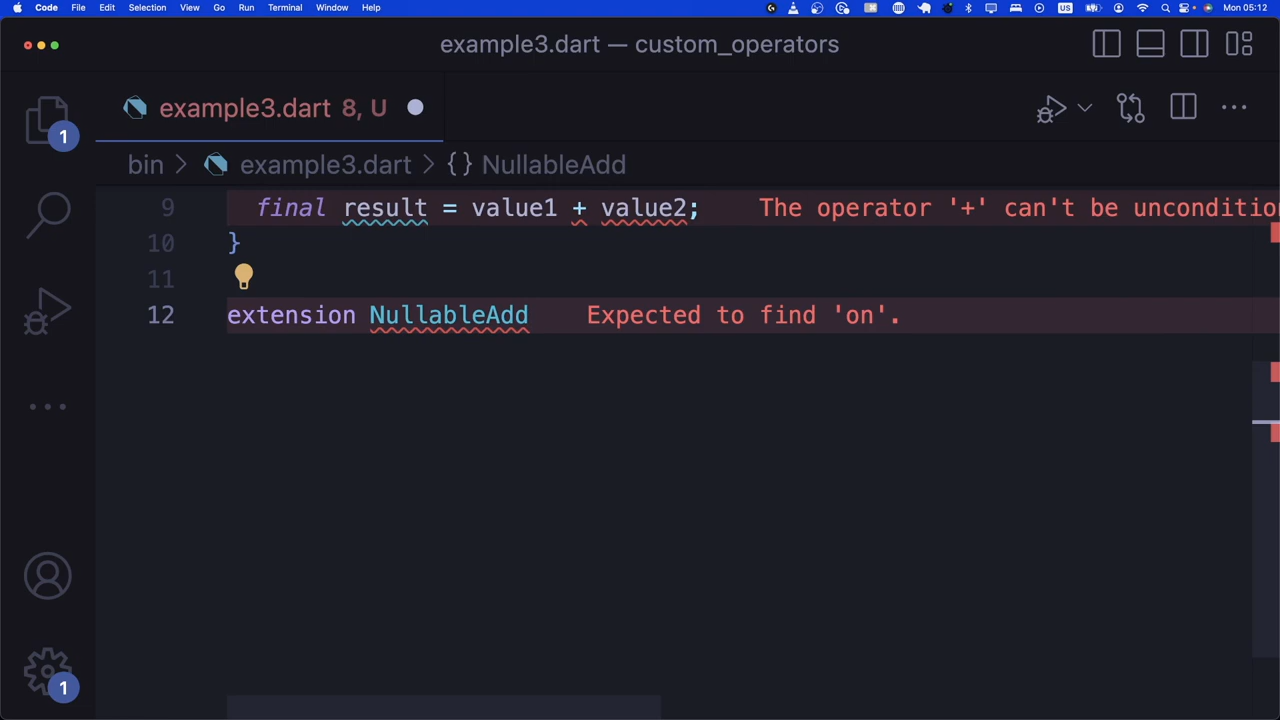 Code File Edit Selection View Go Run Terminal Window Help US Mon 05:12
example3.dart — custom_operators
example3.dart 8, U
1
bin > example3.dart > {} NullableAdd
9 final result = value1 + value2; The operator '+' can't be unconditio
10 }
11
12 extension NullableAdd Expected to find 'on'.
1